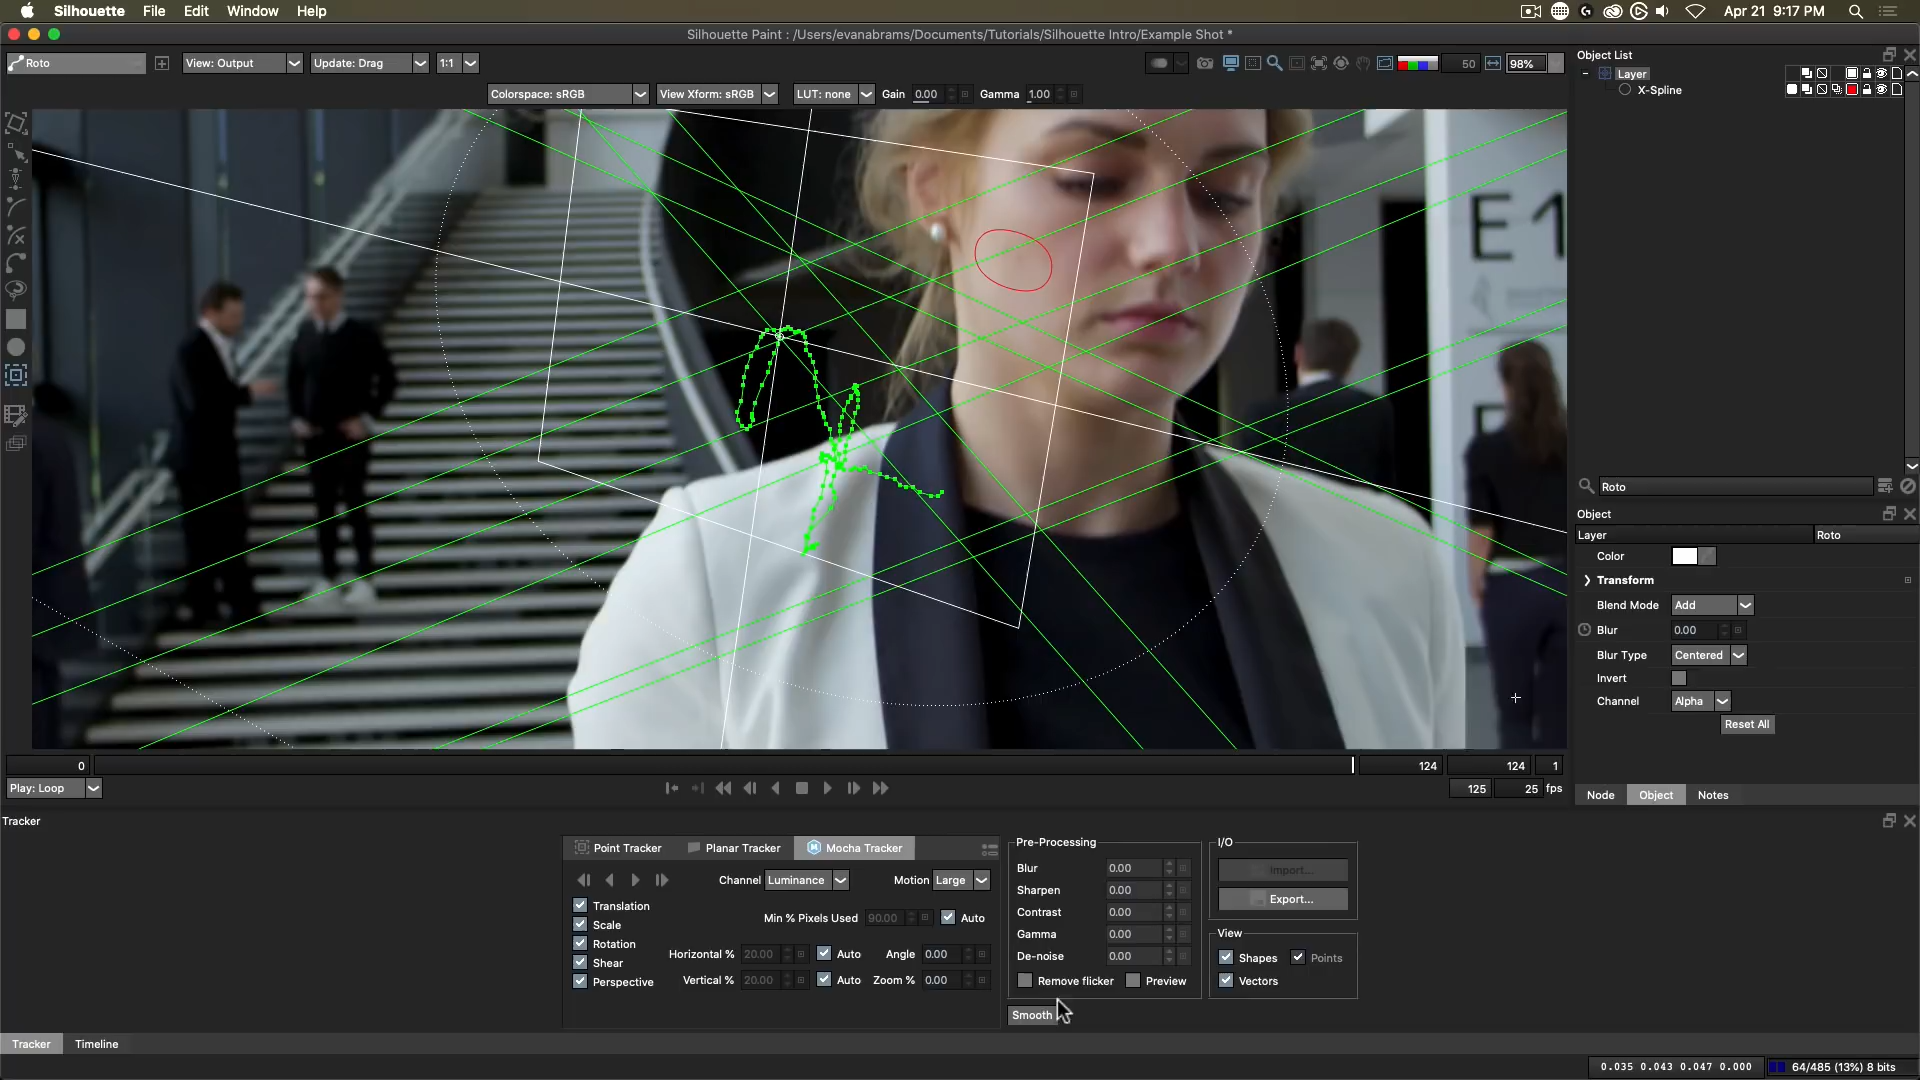 Silhouette File Edit Window Help Apr 21 9:17 PM
Silhouette Paint : /Users/evanabrams/Documents/Tutorials/Silhouette Intro/Example Shot *
Roto View: Output Update: Drag 1:1 50 98%
Colorspace: sRGB View Xform: sRGB LUT: none Gain 0.00 Gamma 1.00
Object List
Layer
X-Spline
E1
Roto
Object
Layer Roto
Color
Transform
Blend Mode Add
Blur 0.00
Blur Type Centered
Invert
Channel Alpha
Reset All
0 124 124 1
Play: Loop 125 25 fps
Node Object Notes
Tracker
Point Tracker Planar Tracker Mocha Tracker
Channel Luminance Motion Large
Translation
Scale
Rotation
Shear
Perspective
Min % Pixels Used 90.00 Auto
Horizontal % 20.00 Auto Angle 0.00
Vertical % 20.00 Auto Zoom % 0.00
Pre-Processing
Blur 0.00
Sharpen 0.00
Contrast 0.00
Gamma 0.00
De-noise 0.00
Remove flicker Preview
Smooth
I/O
Import...
Export...
View
Shapes Points
Vectors
Tracker Timeline
0.035 0.043 0.047 0.000 64/485 (13%) 8 bits